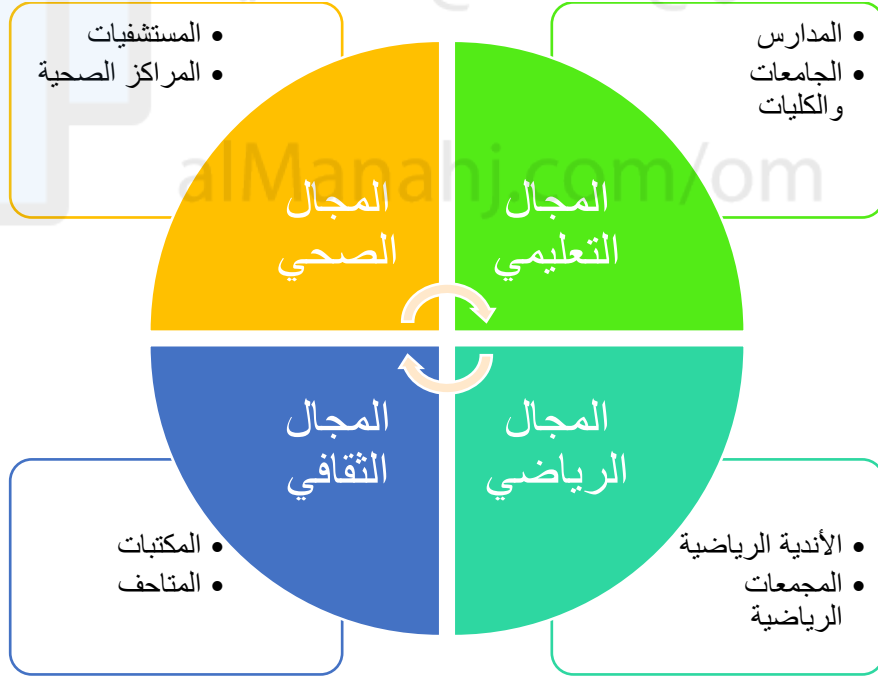 • المدارس
• الجامعات
والكليات
• المستشفيات
• المراكز الصحية
alManahj.com/om
المجال
التعليمي
المجال
الصحي
المجال
الرياضي
المجال
الثقافي
• الأندية الرياضية
• المجمعات
الرياضية
• المكتبات
• المتاحف